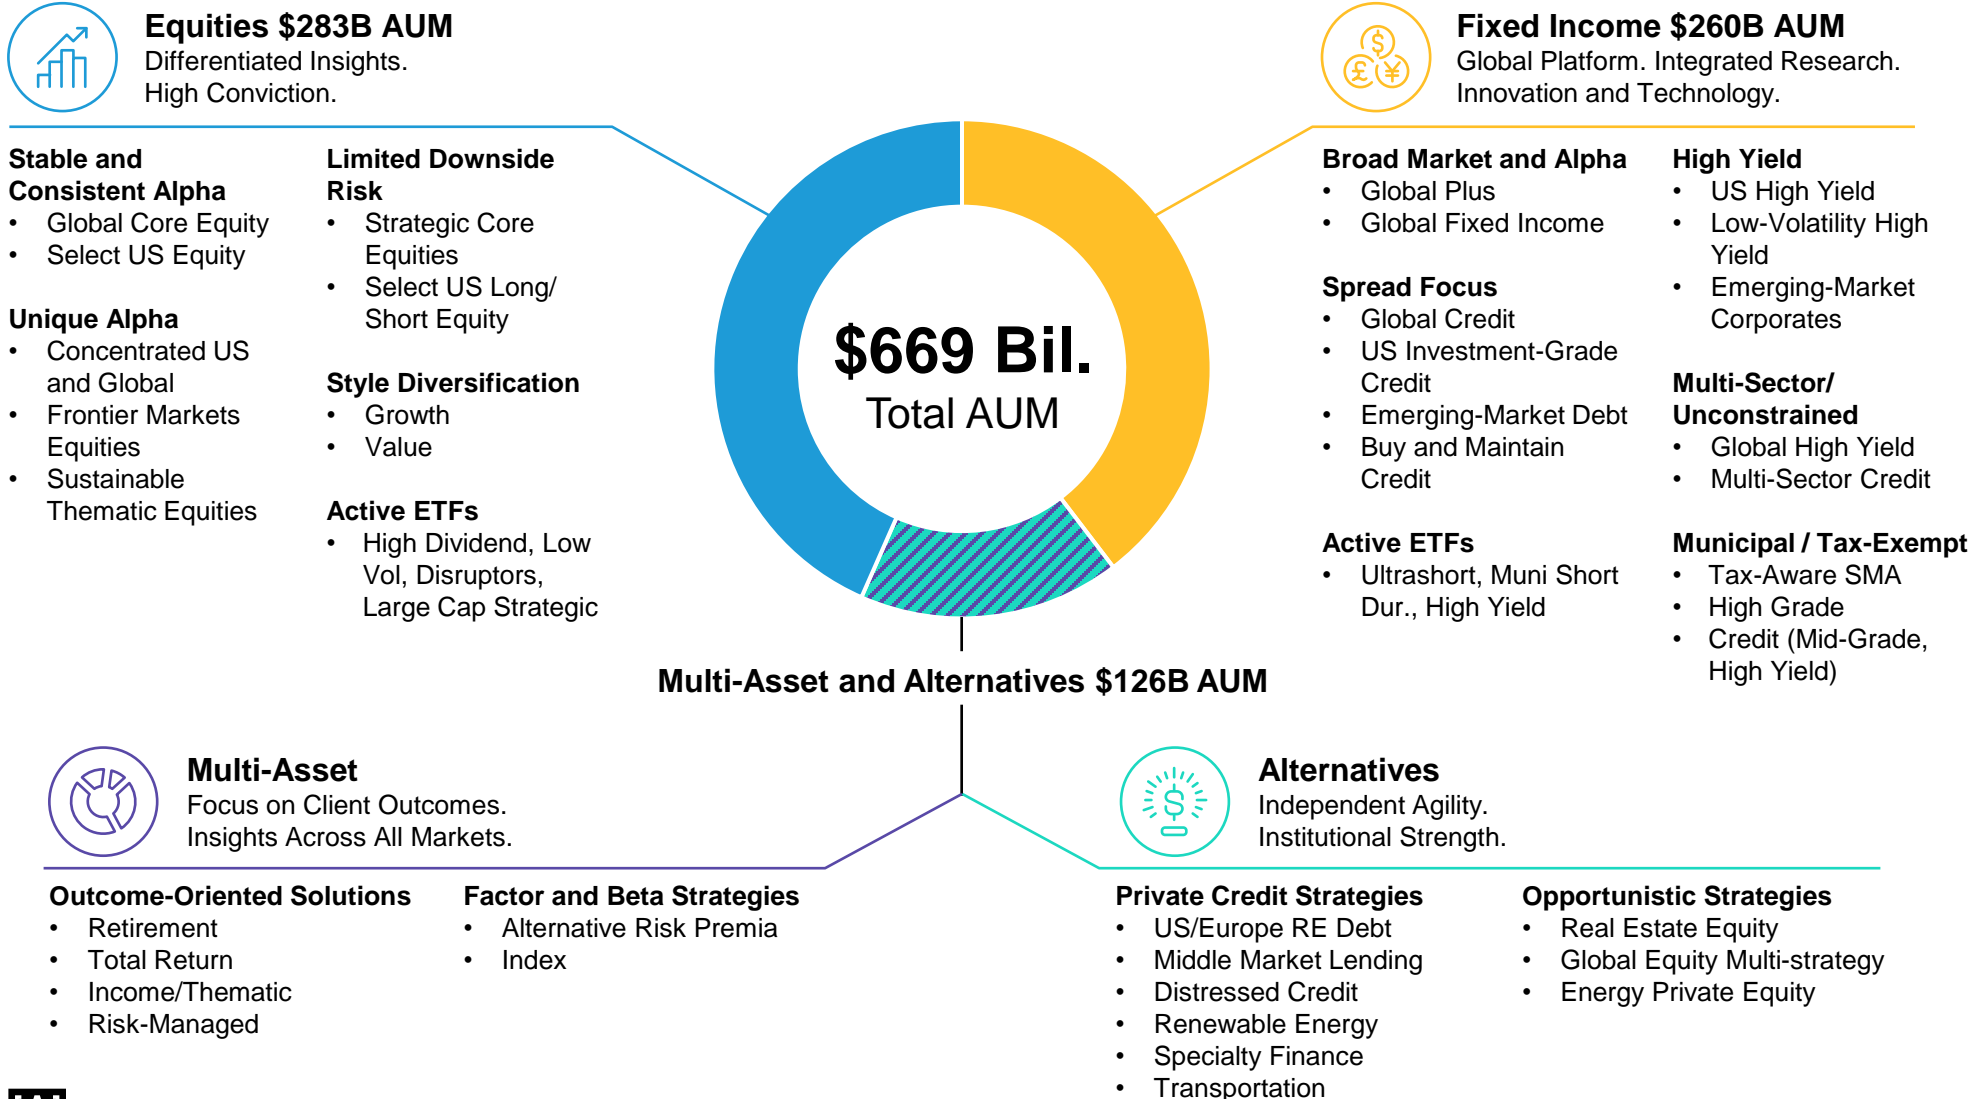 Equities $283B AUM
Differentiated Insights.
High Conviction.
Stable and
Consistent Alpha
• Global Core Equity
• Select US Equity
Unique Alpha
• Concentrated US
and Global
• Frontier Markets
Equities
• Sustainable
Thematic Equities
Limited Downside
Risk
• Strategic Core
Equities
• Select US Long/
Short Equity
Style Diversification
• Growth
• Value
Active ETFs
• High Dividend, Low
Vol, Disruptors,
Large Cap Strategic
$669 Bil.
Total AUM
Fixed Income $260B AUM
Global Platform. Integrated Research.
Innovation and Technology.
Broad Market and Alpha
• Global Plus
• Global Fixed Income
Spread Focus
• Global Credit
• US Investment-Grade
Credit
• Emerging-Market Debt
• Buy and Maintain
Credit
Active ETFs
• Ultrashort, Muni Short
Dur., High Yield
High Yield
• US High Yield
• Low-Volatility High
Yield
• Emerging-Market
Corporates
Multi-Sector/
Unconstrained
• Global High Yield
• Multi-Sector Credit
Municipal / Tax-Exempt
• Tax-Aware SMA
• High Grade
• Credit (Mid-Grade,
High Yield)
Multi-Asset and Alternatives $126B AUM
Multi-Asset
Focus on Client Outcomes.
Insights Across All Markets.
Outcome-Oriented Solutions
• Retirement
• Total Return
• Income/Thematic
• Risk-Managed
Factor and Beta Strategies
• Alternative Risk Premia
• Index
Alternatives
Independent Agility.
Institutional Strength.
Private Credit Strategies
• US/Europe RE Debt
• Middle Market Lending
• Distressed Credit
• Renewable Energy
• Specialty Finance
• Transportation
Opportunistic Strategies
• Real Estate Equity
• Global Equity Multi-strategy
• Energy Private Equity